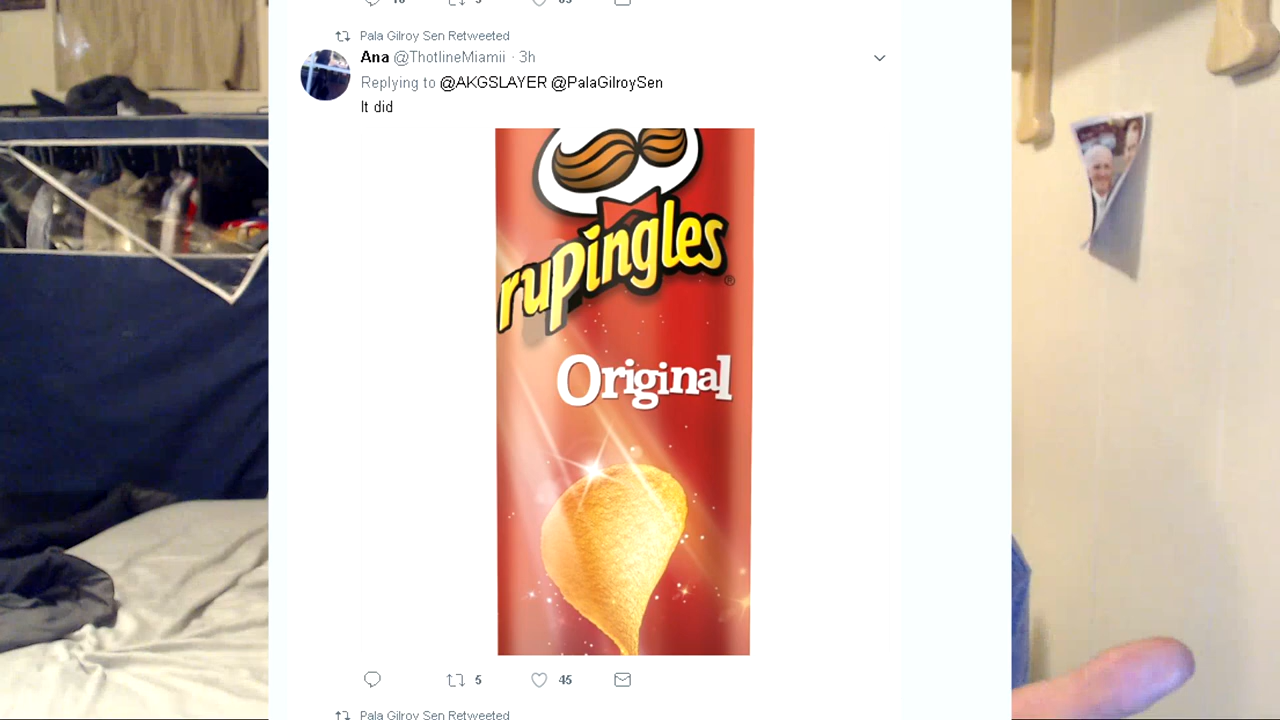 Pala Gilroy Sen Retweeted
Ana @ThotlineMiamii · 3h
Replying to @AKGSLAYER @PalaGilroySen
It did
rupingles®
Original
5 45
Pala Gilroy Sen Retweeted